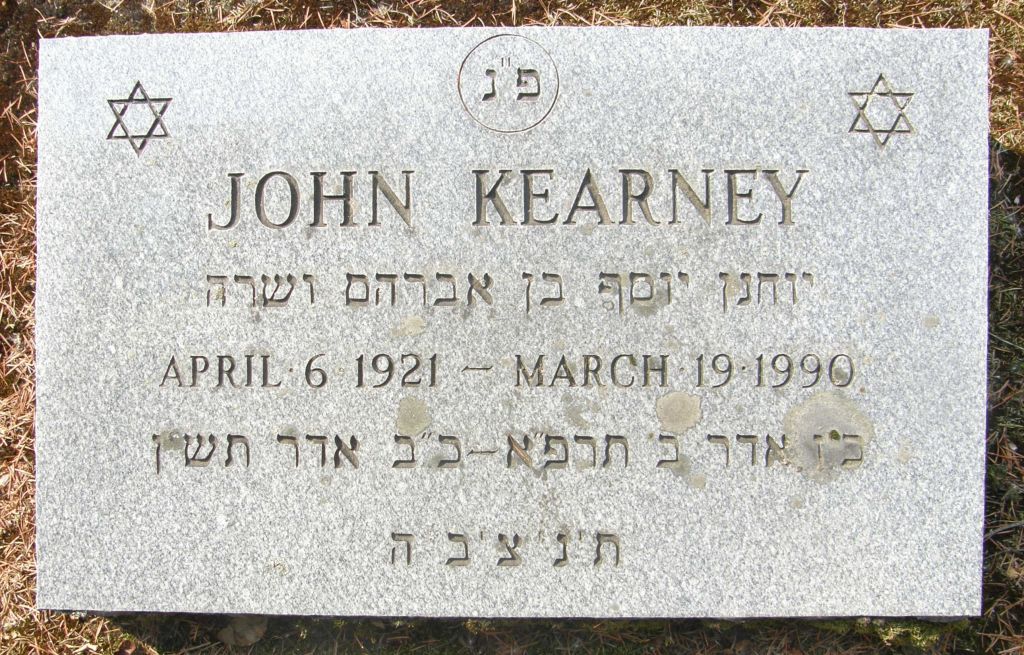 פ"נ
JOHN KEARNEY
יוחנן יוסף בן אברהם ושרה
APRIL·6·1921 – MARCH·19·1990
כ"ז אדר ב' תרפ"א – כ"ב אדר תש"ן
ת'נ'צ'ב'ה